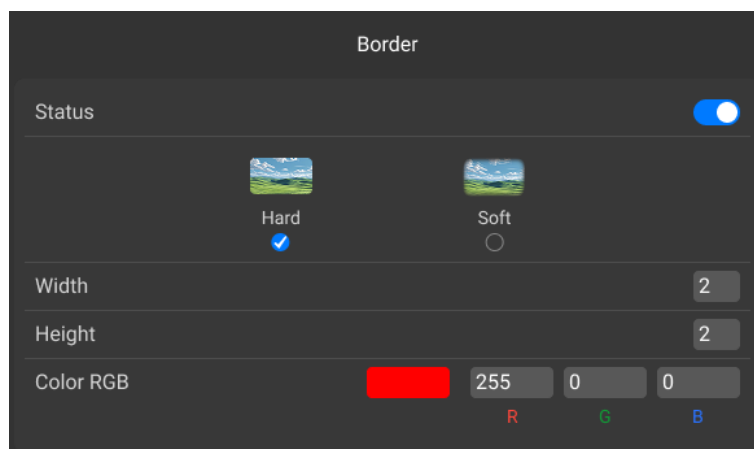 Border
Status
Hard Soft
Width 2
Height 2
Color RGB 255 0 0
R G B